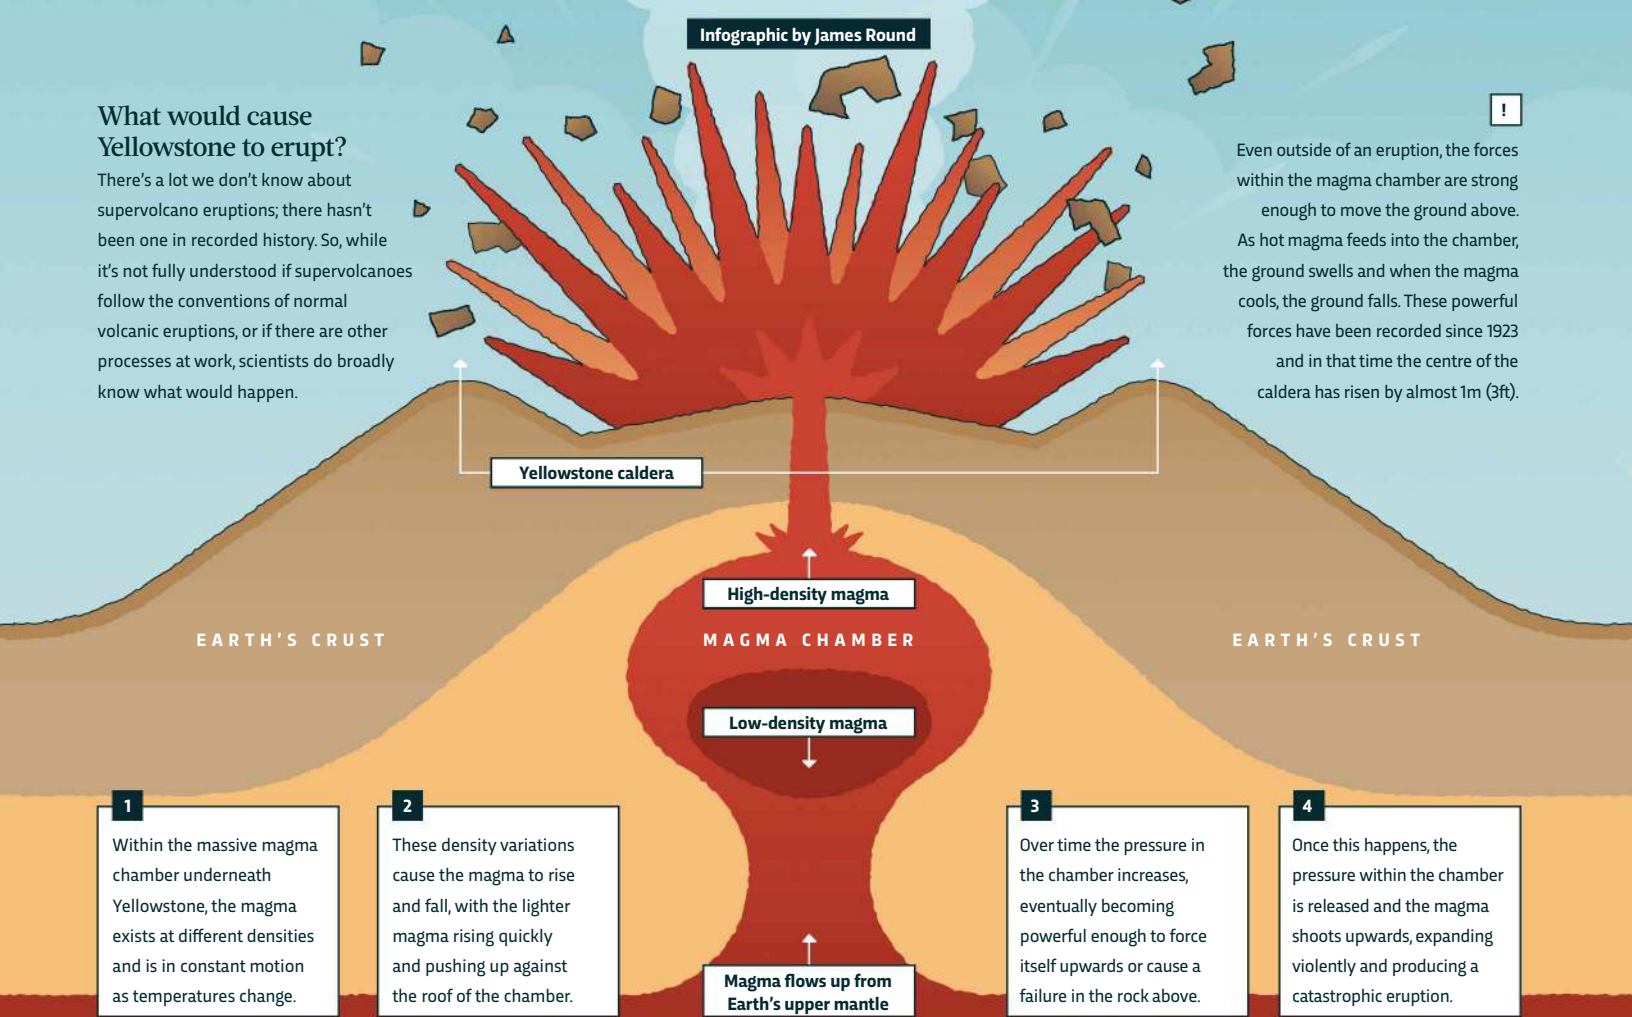 Infographic by James Round
What would cause
Yellowstone to erupt?
There’s a lot we don’t know about
supervolcano eruptions; there hasn’t
been one in recorded history. So, while
it’s not fully understood if supervolcanoes
follow the conventions of normal
volcanic eruptions, or if there are other
processes at work, scientists do broadly
know what would happen.
!
Even outside of an eruption, the forces
within the magma chamber are strong
enough to move the ground above.
As hot magma feeds into the chamber,
the ground swells and when the magma
cools, the ground falls. These powerful
forces have been recorded since 1923
and in that time the centre of the
caldera has risen by almost 1m (3ft).
Yellowstone caldera
High-density magma
EARTH’S CRUST
MAGMA CHAMBER
EARTH’S CRUST
Low-density magma
1
Within the massive magma
chamber underneath
Yellowstone, the magma
exists at different densities
and is in constant motion
as temperatures change.
2
These density variations
cause the magma to rise
and fall, with the lighter
magma rising quickly
and pushing up against
the roof of the chamber.
Magma flows up from
Earth’s upper mantle
3
Over time the pressure in
the chamber increases,
eventually becoming
powerful enough to force
itself upwards or cause a
failure in the rock above.
4
Once this happens, the
pressure within the chamber
is released and the magma
shoots upwards, expanding
violently and producing a
catastrophic eruption.